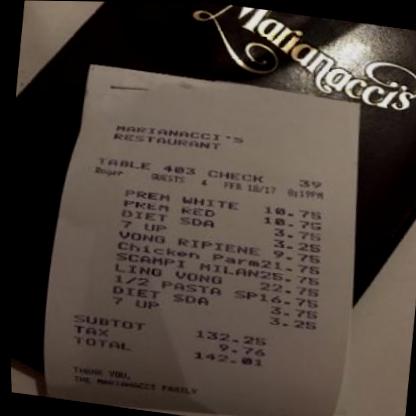 Marianacci's
MARIANACCI'S
RESTAURANT
TABLE 403 CHECK 39
Roger GUESTS 4 FEB 18/17 8:19PM
PREM WHITE 10.75
PREM RED 10.75
DIET SDA 3.75
7 UP 3.25
VONG RIPIENE 9.75
Chicken Parm21.75
SCAMPI MILAN25.75
LING VONG 22.75
1/2 PASTA SP16.75
DIET SDA 3.75
7 UP 3.25
SUBTOT 132.25
TAX 9.76
TOTAL 142.01
THANK YOU,
THE MARIANACCI FAMILY